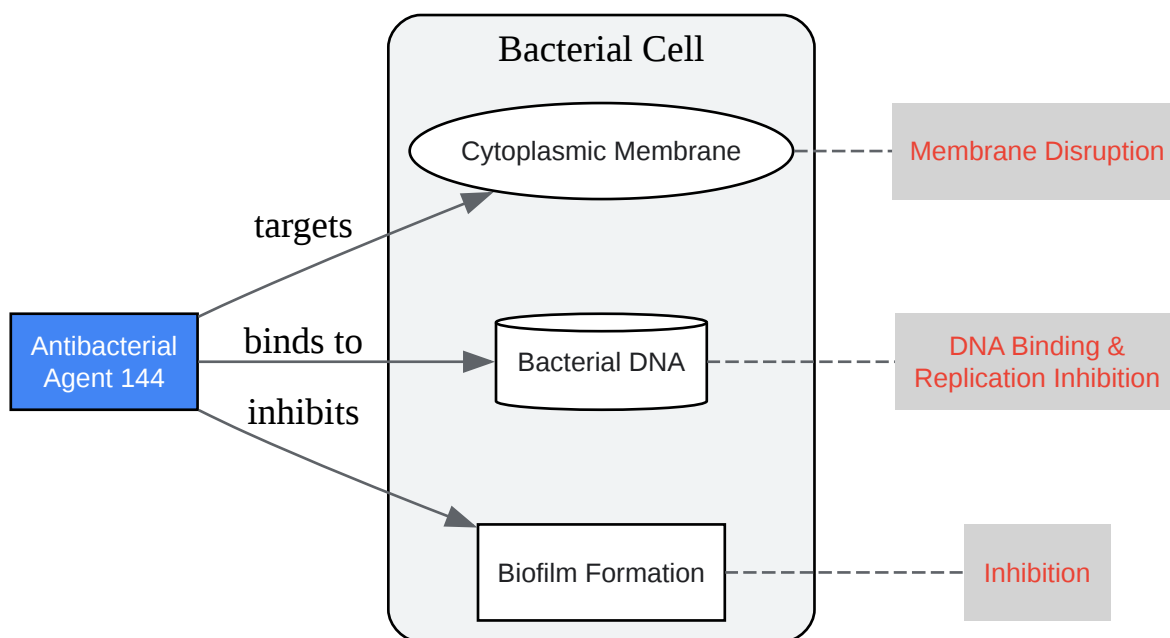 Bacterial Cell
Cytoplasmic Membrane
Membrane Disruption
targets
Antibacterial
Agent 144
binds to
Bacterial DNA
DNA Binding &
Replication Inhibition
inhibits
Biofilm Formation
Inhibition